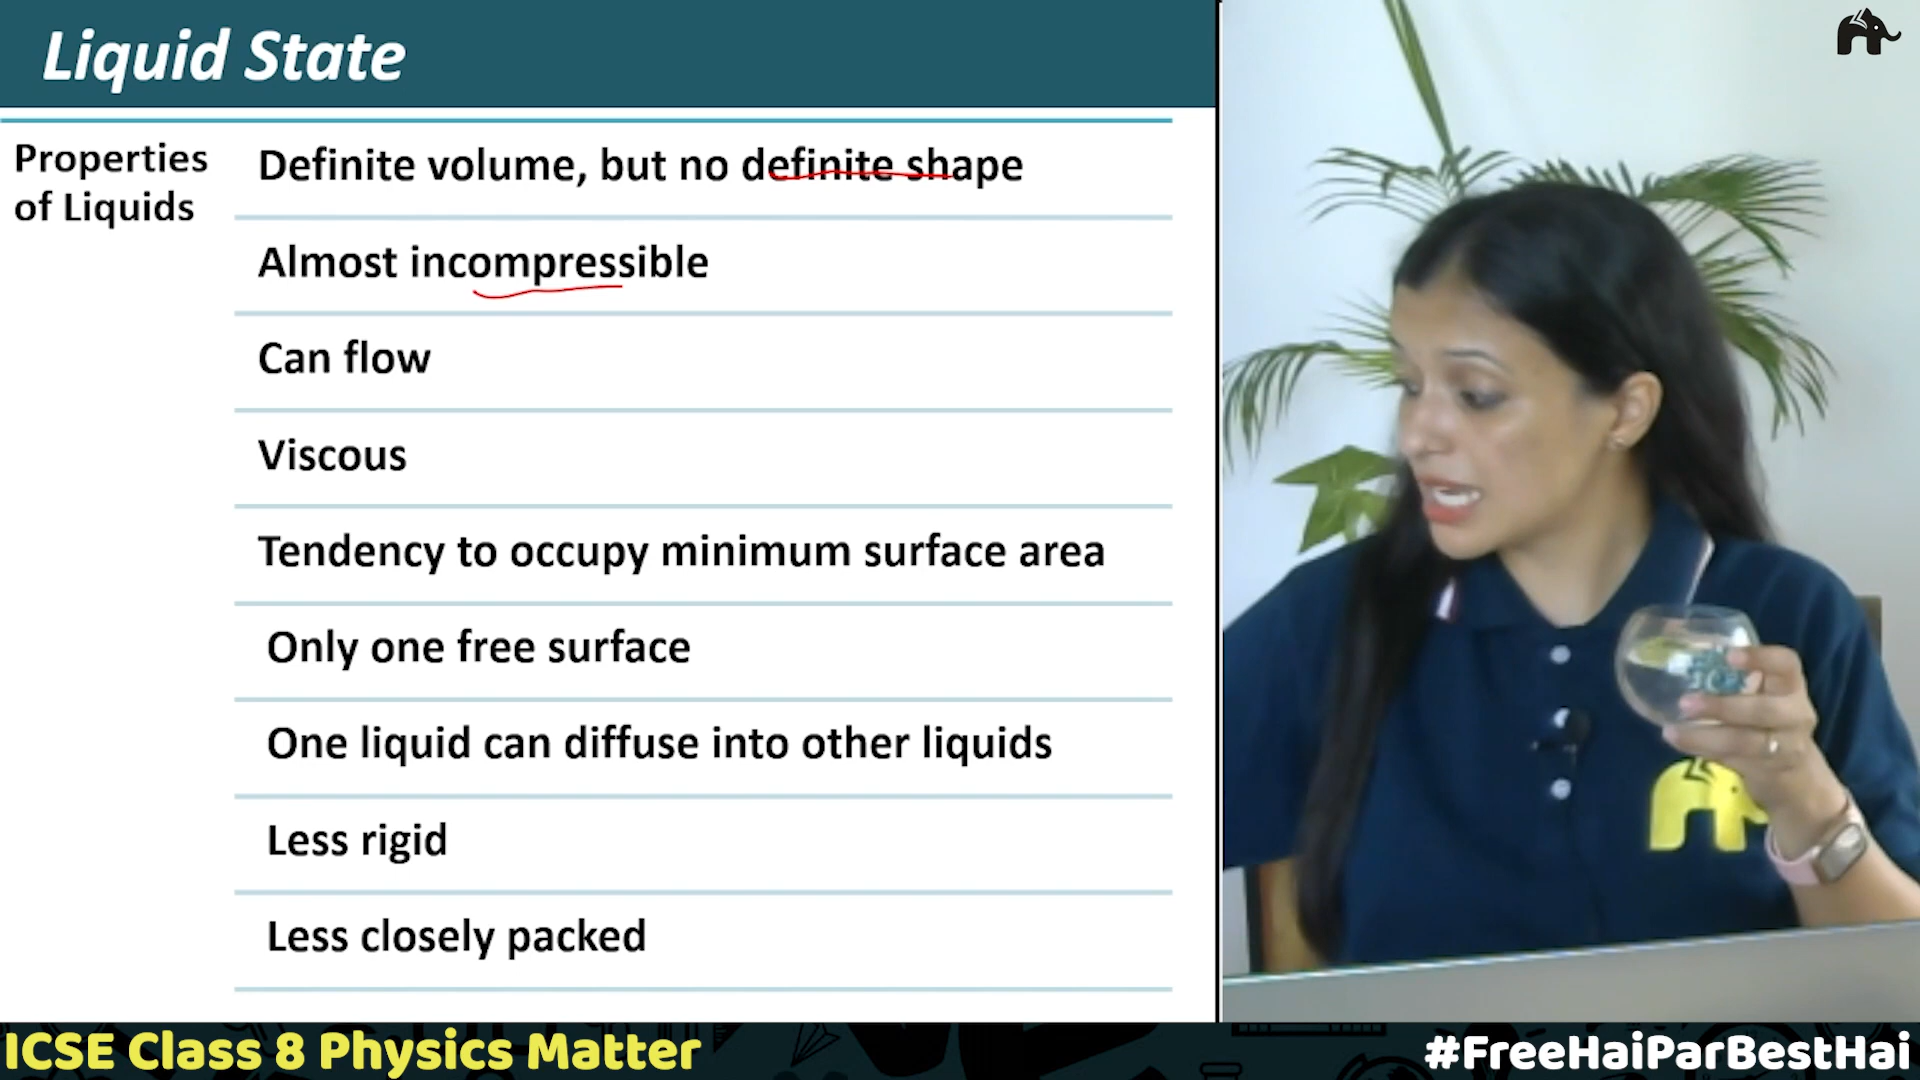 Liquid State
Properties
of Liquids
Definite volume, but no definite shape
Almost incompressible
Can flow
Viscous
Tendency to occupy minimum surface area
Only one free surface
One liquid can diffuse into other liquids
Less rigid
Less closely packed
ICSE Class 8 Physics Matter
#FreeHaiParBestHai